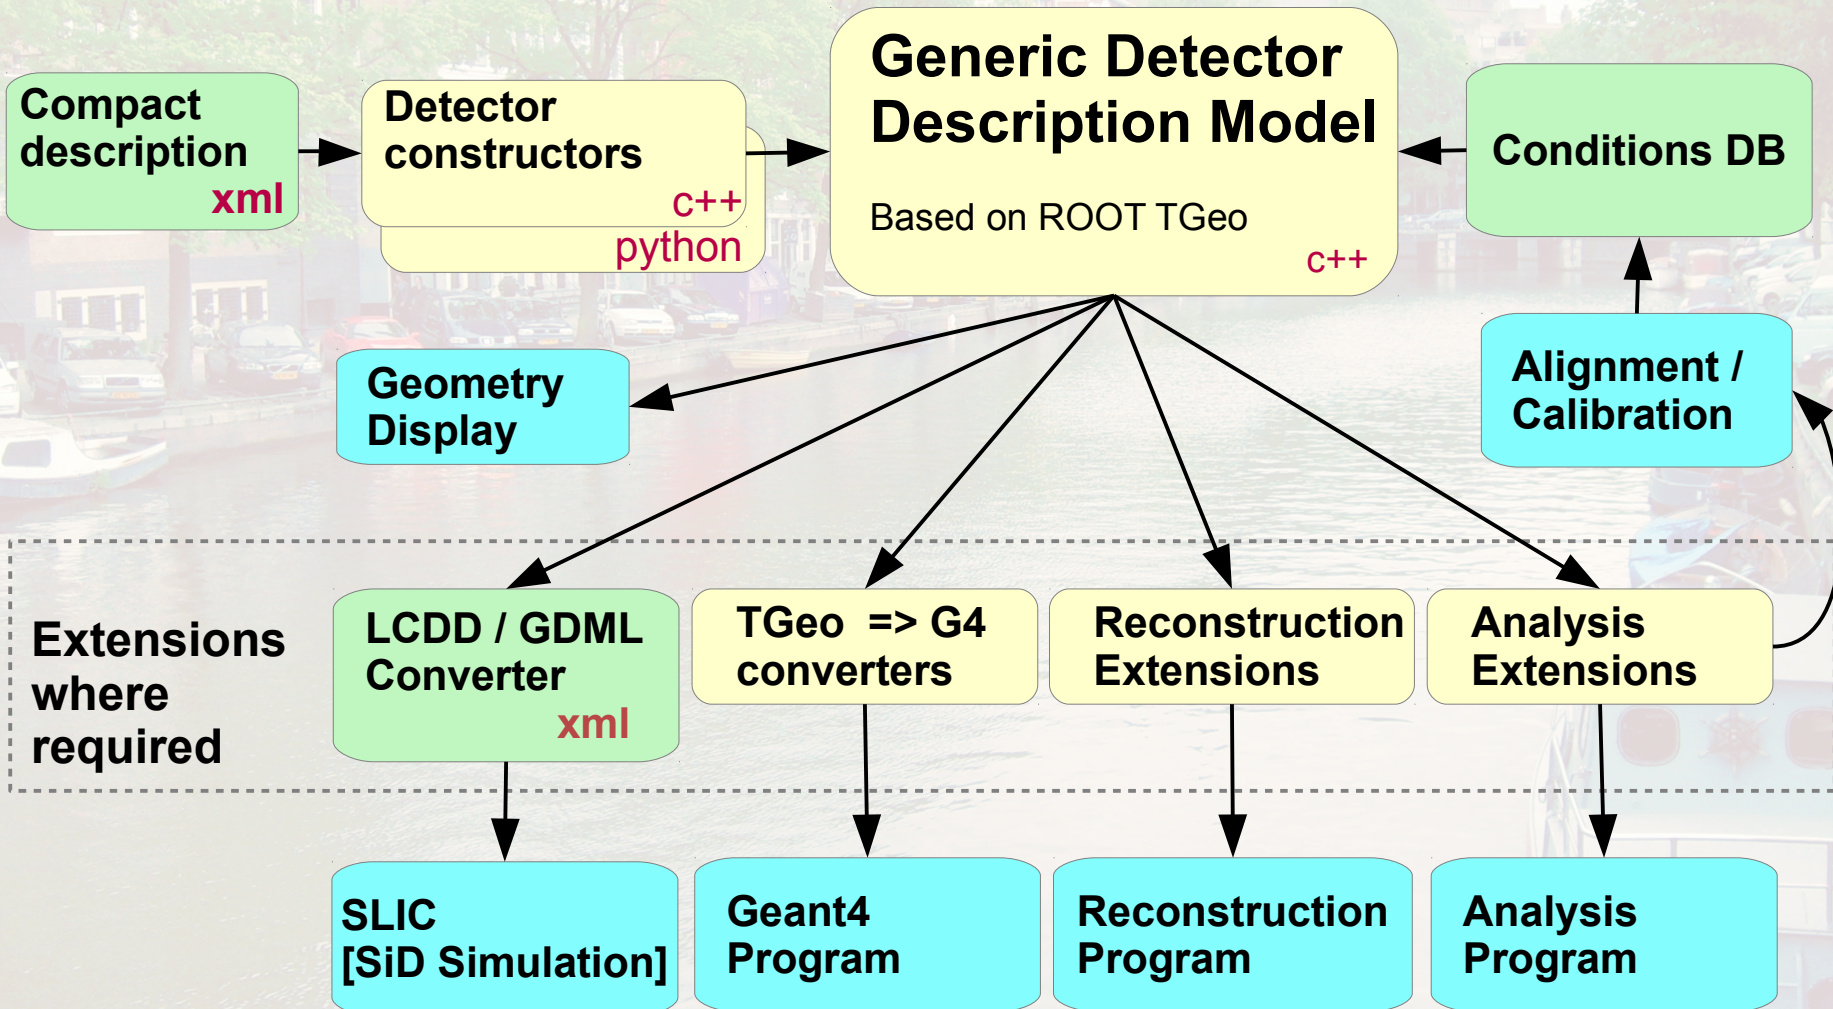 Compact
description
xml
Detector
constructors
c++
python
Generic Detector
Description Model
Based on ROOT TGeo
c++
Conditions DB
Geometry
Display
Alignment /
Calibration
Extensions
where
required
LCDD / GDML
Converter
xml
TGeo => G4
converters
Reconstruction
Extensions
Analysis
Extensions
SLIC
[SiD Simulation]
Geant4
Program
Reconstruction
Program
Analysis
Program